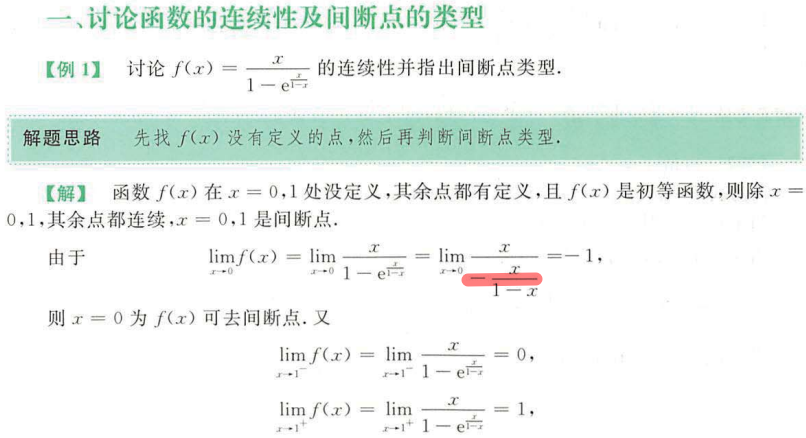 一、讨论函数的连续性及间断点的类型
【例 1】 讨论 f(x) = \frac{x}{1 - e^{\frac{x}{1-x}}} 的连续性并指出间断点类型.
解题思路 先找 f(x) 没有定义的点,然后再判断间断点类型.
【解】 函数 f(x) 在 x = 0,1 处没定义,其余点都有定义,且 f(x) 是初等函数,则除 x =
0,1,其余点都连续,x = 0,1 是间断点.
由于 \lim_{x→0} f(x) = \lim_{x→0} \frac{x}{1 - e^{\frac{x}{1-x}}} = \lim_{x→0} \frac{x}{-\frac{x}{1-x}} = -1,
则 x = 0 为 f(x) 可去间断点. 又
\lim_{x→1^-} f(x) = \lim_{x→1^-} \frac{x}{1 - e^{\frac{x}{1-x}}} = 0,
\lim_{x→1^+} f(x) = \lim_{x→1^+} \frac{x}{1 - e^{\frac{x}{1-x}}} = 1,